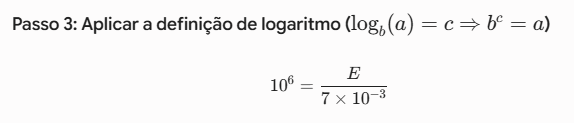 Passo 3: Aplicar a definição de logaritmo (log_b(a) = c ⇒ b^c = a)
10^6 = E / (7 × 10^−3)